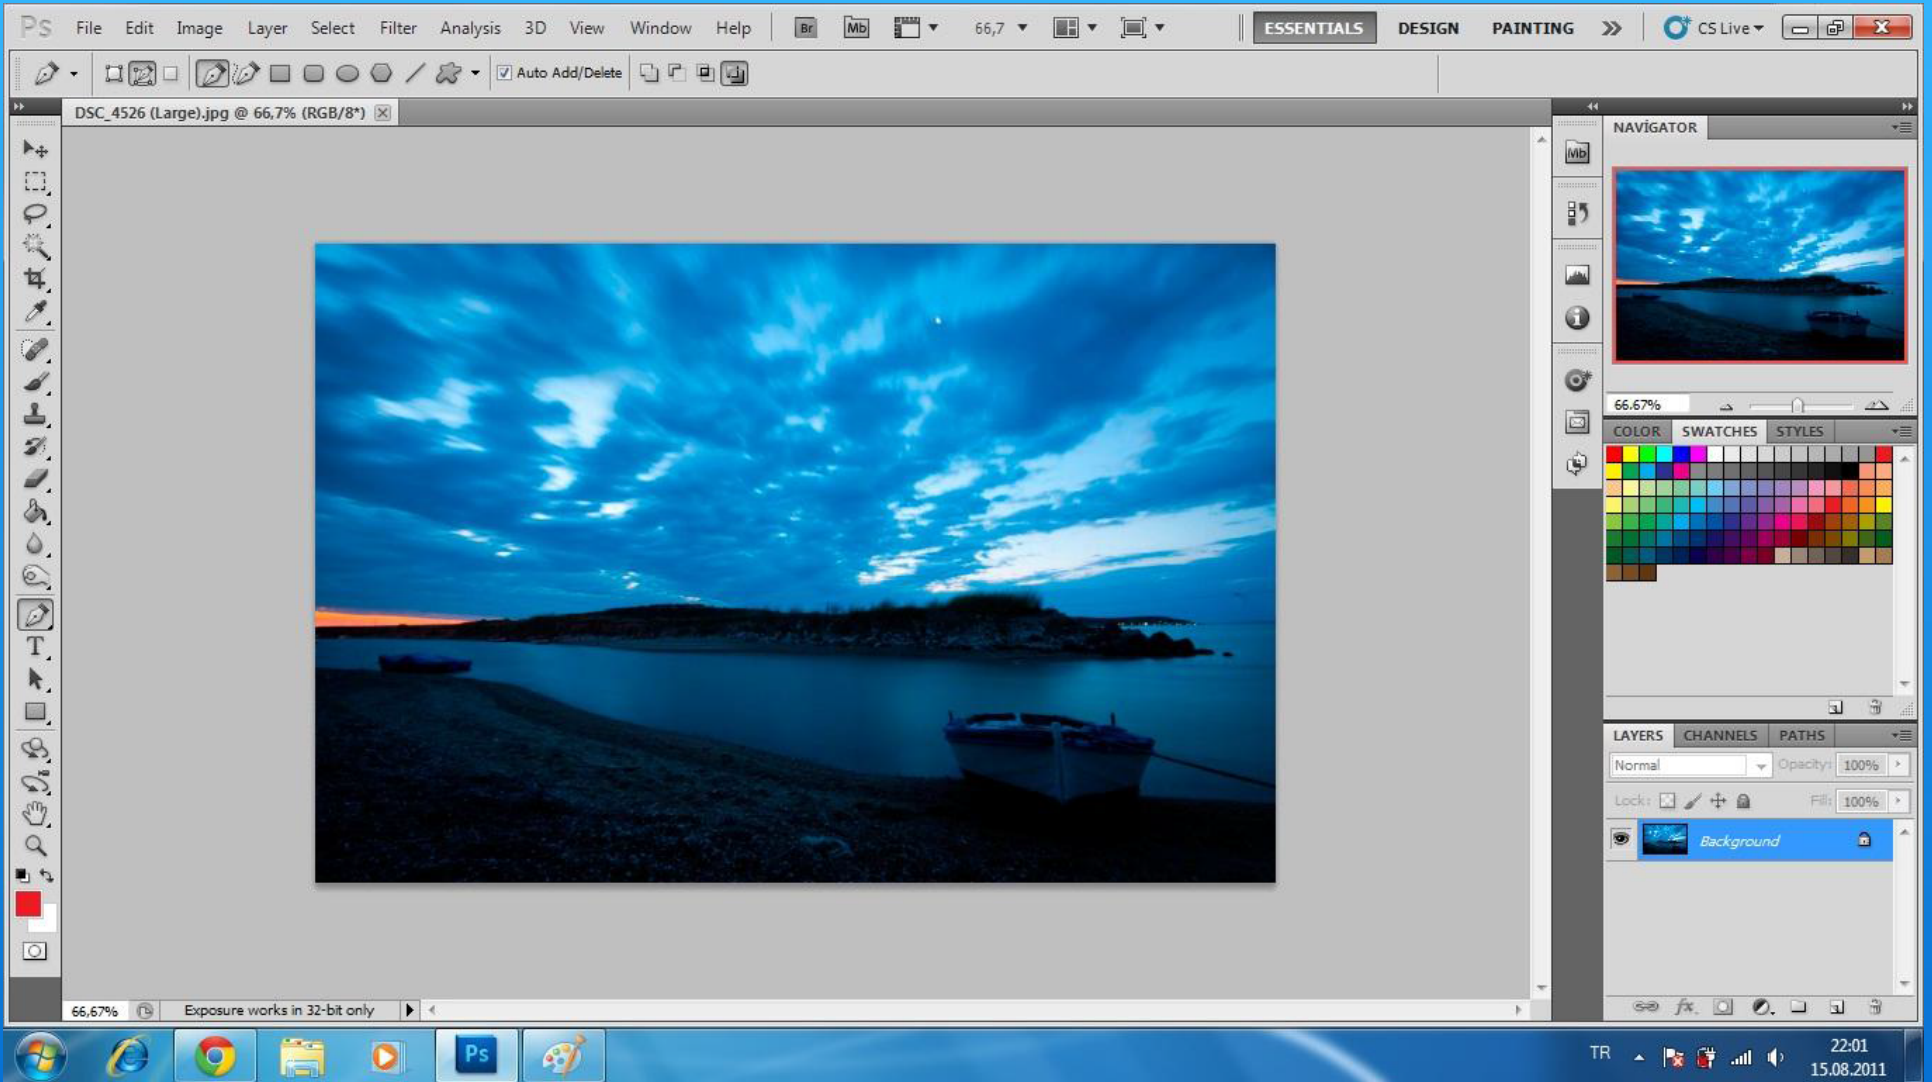 Ps File Edit Image Layer Select Filter Analysis 3D View Window Help Br Mb 66,7 ESSENTIALS DESIGN PAINTING CS Live
Auto Add/Delete
DSC_4526 (Large).jpg @ 66,7% (RGB/8*)
NAVİGATOR
Mb
66.67%
COLOR SWATCHES STYLES
T
LAYERS CHANNELS PATHS
Normal Opacity: 100%
Lock: Fill: 100%
Background
66,67% Exposure works in 32-bit only
fx
Ps
TR
22:01
15.08.2011